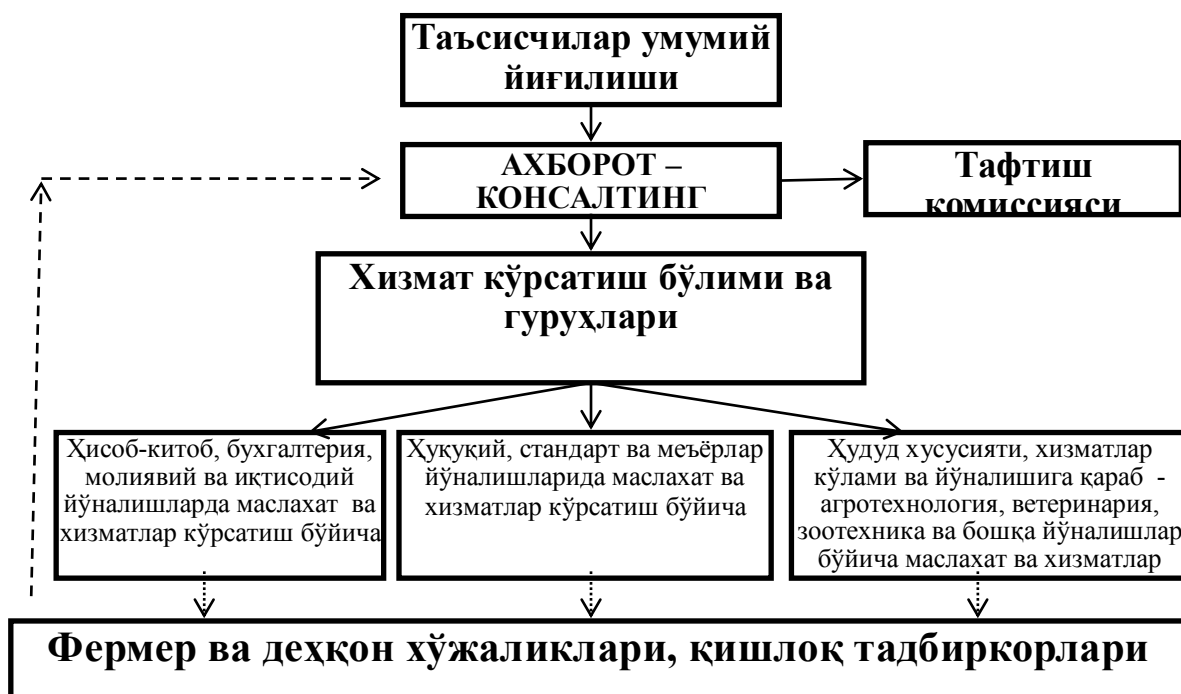 Таъсисчилар умумий
йиғилиши
АХБОРОТ –
КОНСАЛТИНГ
Тафтиш
комиссияси
Хизмат кўрсатиш бўлими ва
гуруҳлари
Ҳисоб-китоб, бухгалтерия,
молиявий ва иқтисодий
йўналишларда маслахат ва
хизматлар кўрсатиш бўйича
Ҳуқуқий, стандарт ва меъёрлар
йўналишларида маслахат ва
хизматлар кўрсатиш бўйича
Ҳудуд хусусияти, хизматлар
кўлами ва йўналишига қараб -
агротехнология, ветеринария,
зоотехника ва бошқа йўналишлар
бўйича маслахат ва хизматлар
Фермер ва деҳқон хўжаликлари, қишлоқ тадбиркорлари